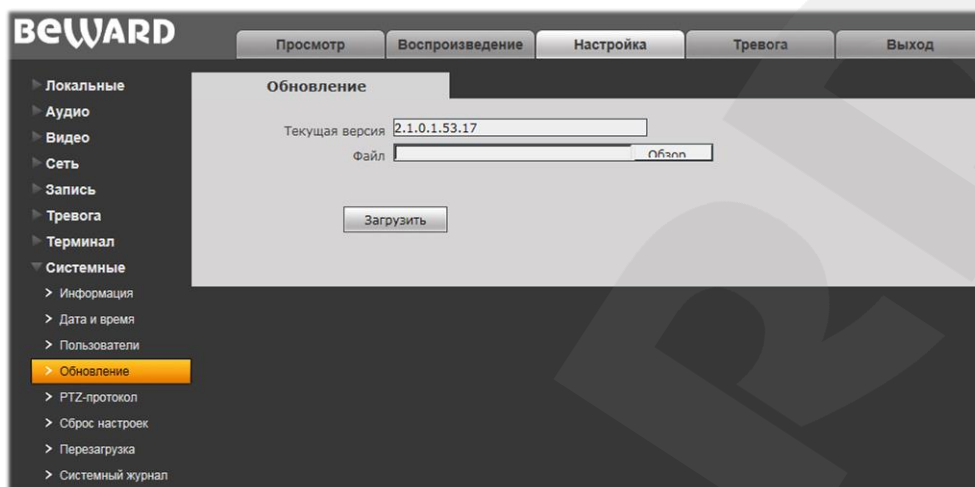 BEWARD
Просмотр
Воспроизведение
Настройка
Тревога
Выход
Локальные
Аудио
Видео
Сеть
Запись
Тревога
Терминал
Системные
Информация
Дата и время
Пользователи
Обновление
PTZ-протокол
Сброс настроек
Перезагрузка
Системный журнал
Обновление
Текущая версия 2.1.0.1.53.17
Файл Обзор
Загрузить